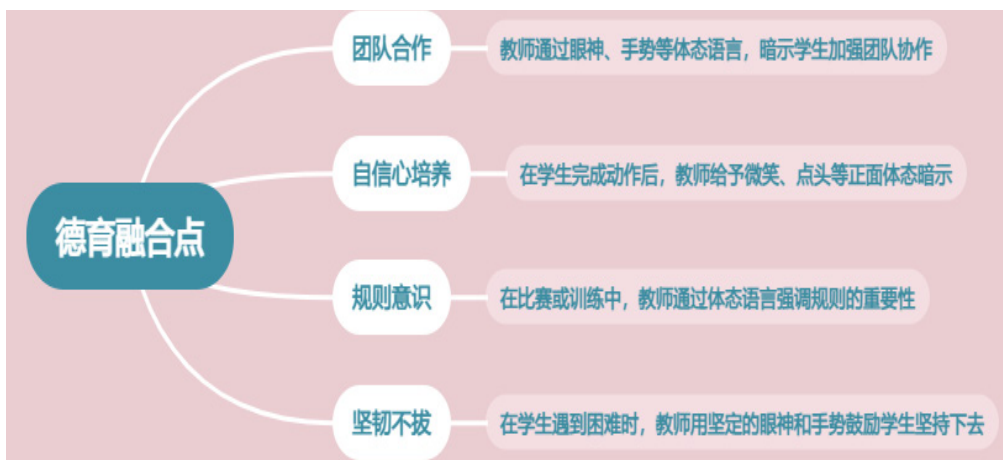 德育融合点
团队合作
教师通过眼神、手势等体态语言，暗示学生加强团队协作
自信心培养
在学生完成动作后，教师给予微笑、点头等正面体态暗示
规则意识
在比赛或训练中，教师通过体态语言强调规则的重要性
坚韧不拔
在学生遇到困难时，教师用坚定的眼神和手势鼓励学生坚持下去